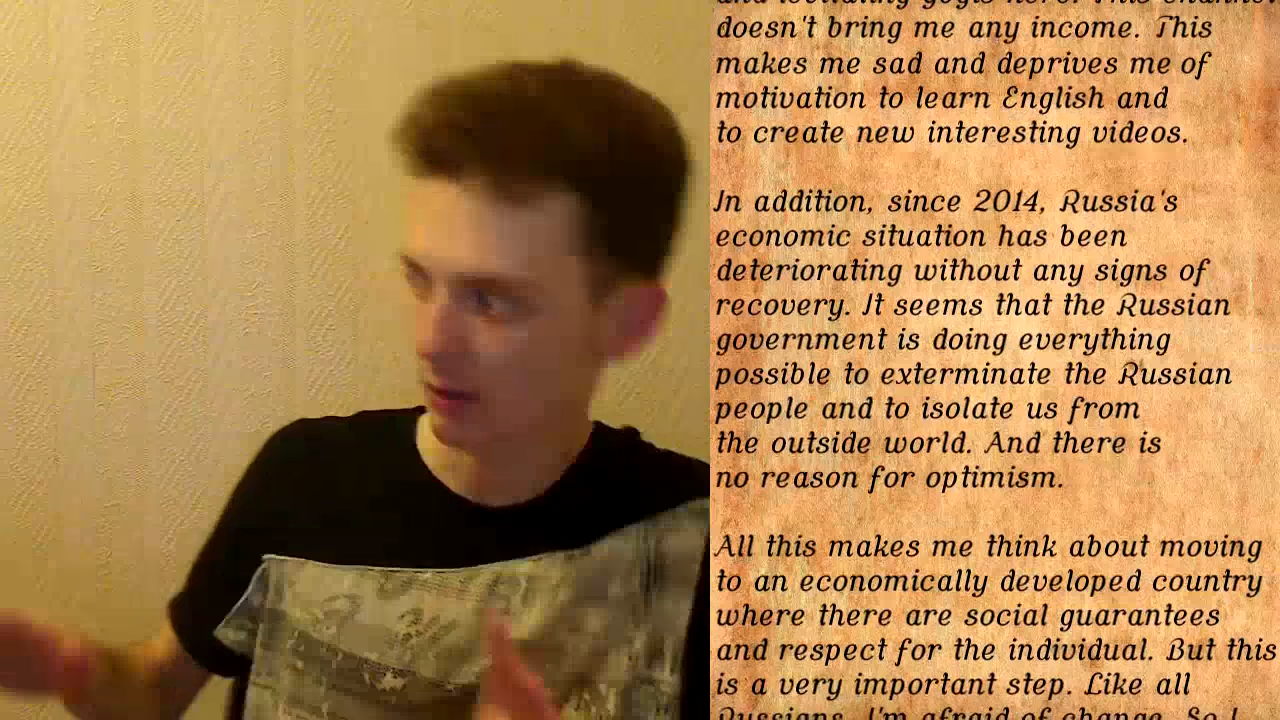 doesn't bring me any income. This
makes me sad and deprives me of
motivation to learn English and
to create new interesting videos.
In addition, since 2014, Russia's
economic situation has been
deteriorating without any signs of
recovery. It seems that the Russian
government is doing everything
possible to exterminate the Russian
people and to isolate us from
the outside world. And there is
no reason for optimism.
All this makes me think about moving
to an economically developed country
where there are social guarantees
and respect for the individual. But this
is a very important step. Like all
Russians, I'm afraid of change. So I